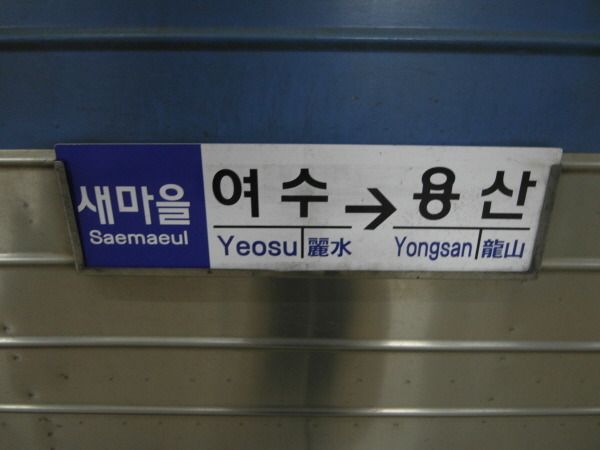 새마을
Saemaeul
여수 → 용산
Yeosu 麗水 Yongsan 龍山